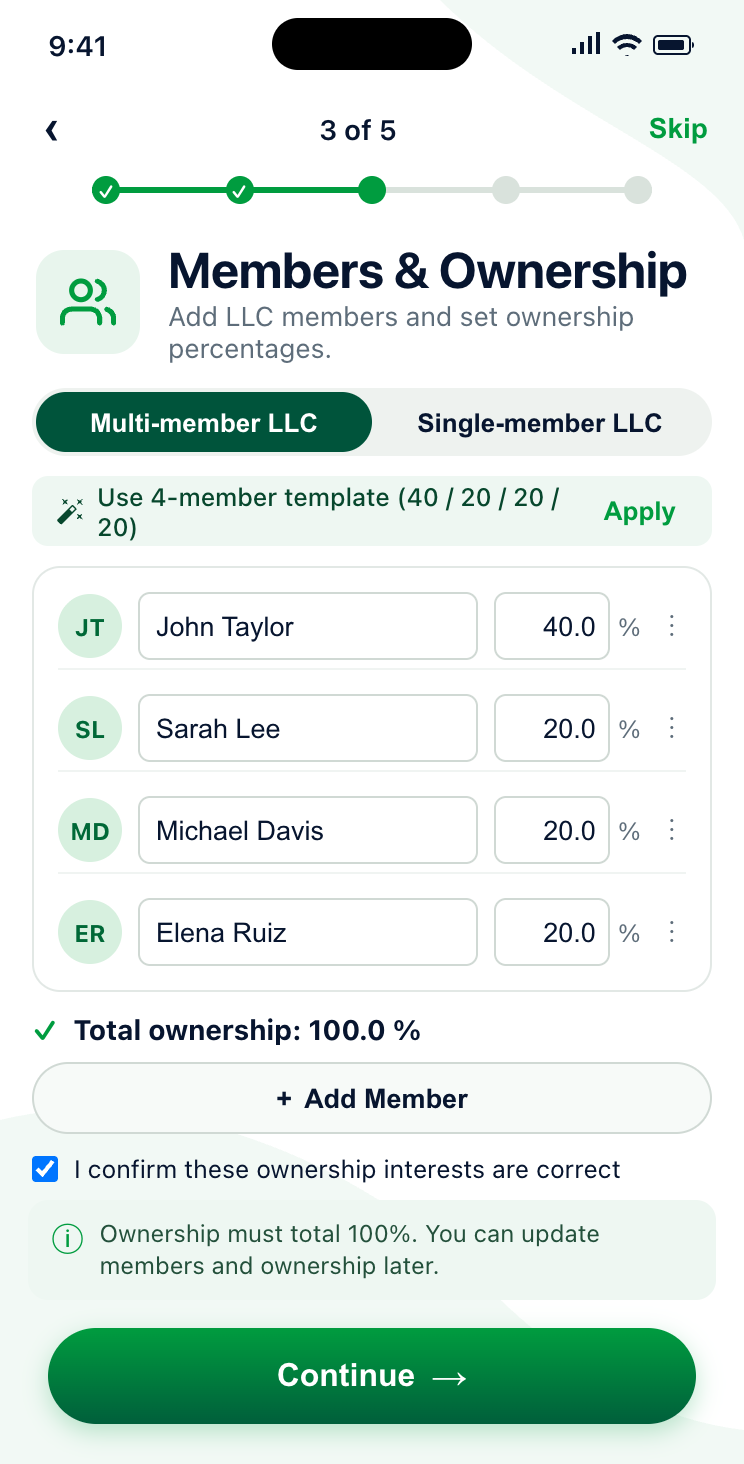 9:41
3 of 5
Skip
Members & Ownership
Add LLC members and set ownership
percentages.
Multi-member LLC
Single-member LLC
Use 4-member template (40 / 20 / 20 /
20)
Apply
JT John Taylor 40.0 %
SL Sarah Lee 20.0 %
MD Michael Davis 20.0 %
ER Elena Ruiz 20.0 %
Total ownership: 100.0 %
+ Add Member
I confirm these ownership interests are correct
Ownership must total 100%. You can update
members and ownership later.
Continue →